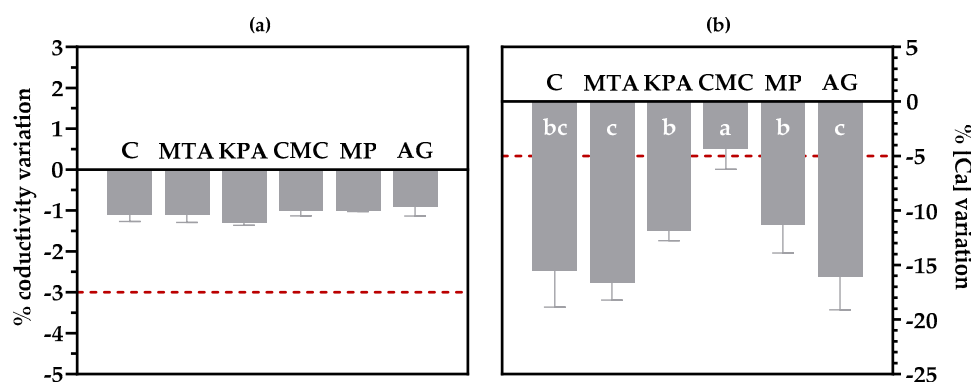 (a)
(b)
% coductivity variation
3
2
1
0
-1
-2
-3
-4
-5
C MTA KPA CMC MP AG
C MTA KPA CMC MP AG
bc c b a b c
5
0
-5
-10
-15
-20
-25
% [Ca] variation